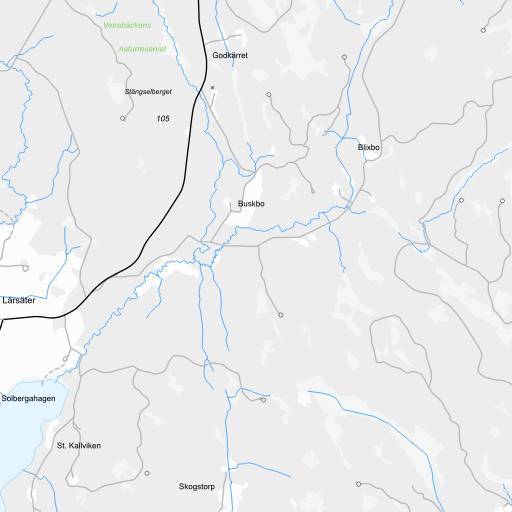 Venabäckens
naturreservat
Godkärret
Stångselberget
105
Blixbo
Buskbo
Lärsäter
Solbergahagen
St. Kallviken
Skogstorp